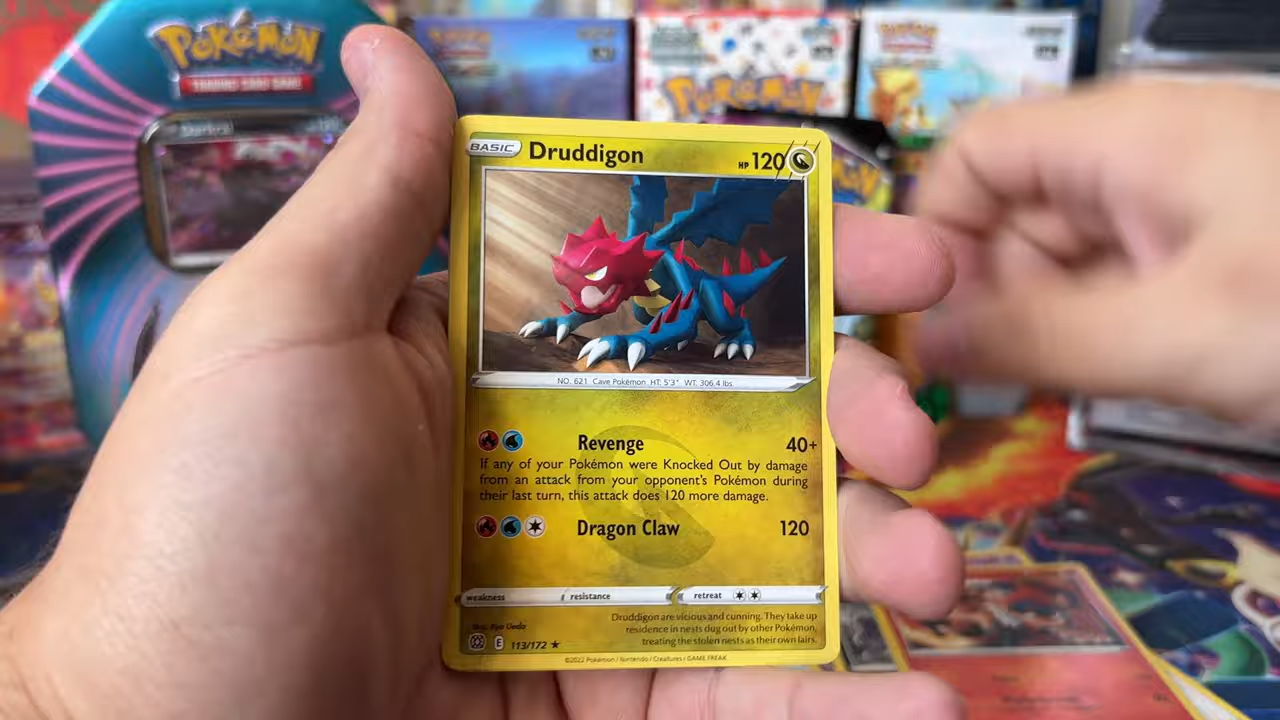 POKéMON
TRADING CARD GAME
POKéMON
BASIC
Druddigon
HP 120
NO. 621 Cave Pokémon HT: 5'3" WT: 306.4 lbs.
Revenge 40+
If any of your Pokémon were Knocked Out by damage
from an attack from your opponent's Pokémon during
their last turn, this attack does 120 more damage.
Dragon Claw 120
weakness resistance retreat
Druddigon are vicious and cunning. They take up
residence in nests dug out by other Pokémon,
treating the stolen nests as their own lairs.
Illus. Ryo Ueda
E 113/172
©2022 Pokémon / Nintendo / Creatures / GAME FREAK